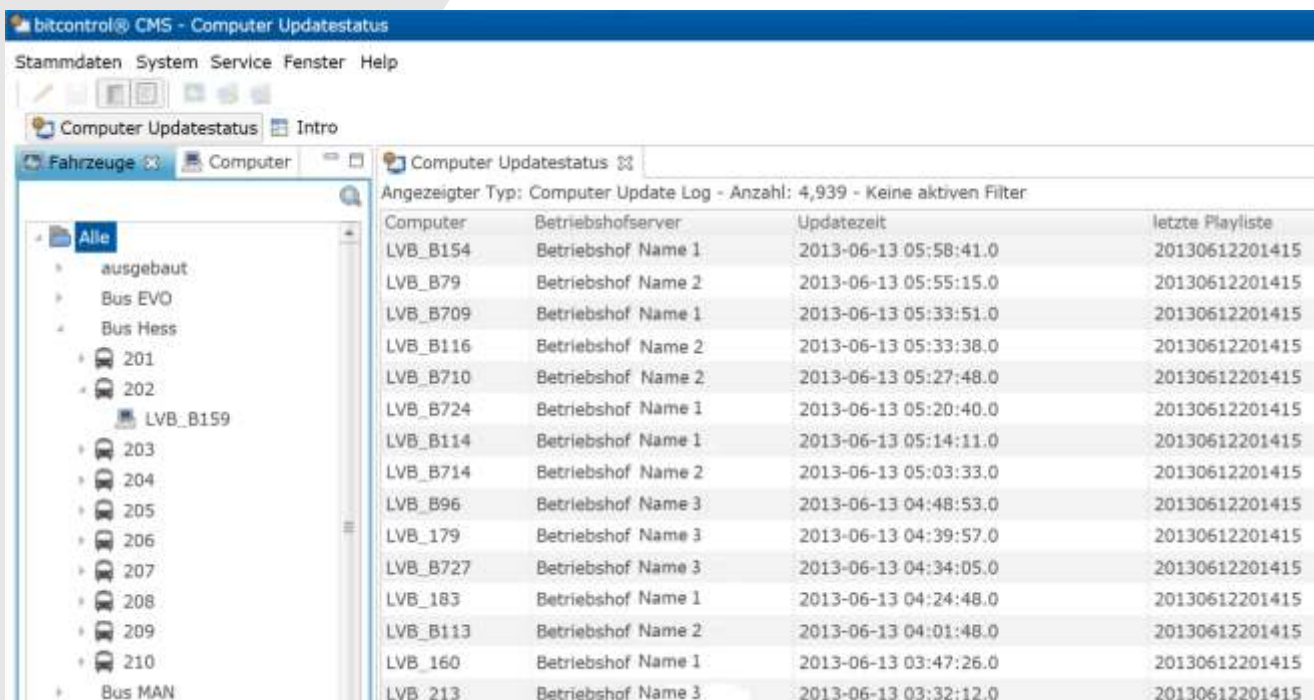 bitcontrol® CMS - Computer Updatestatus
Stammdaten System Service Fenster Help
Computer Updatestatus Intro
Fahrzeuge Computer
Alle
ausgebaut
Bus EVO
Bus Hess
201
202
LVB_B159
203
204
205
206
207
208
209
210
Bus MAN
Computer Updatestatus
Angezeigter Typ: Computer Update Log - Anzahl: 4,939 - Keine aktiven Filter
Computer Betriebshofserver Updatezeit letzte Playliste
LVB_B154 Betriebshof Name 1 2013-06-13 05:58:41.0 20130612201415
LVB_B79 Betriebshof Name 2 2013-06-13 05:55:15.0 20130612201415
LVB_B709 Betriebshof Name 1 2013-06-13 05:33:51.0 20130612201415
LVB_B116 Betriebshof Name 2 2013-06-13 05:33:38.0 20130612201415
LVB_B710 Betriebshof Name 2 2013-06-13 05:27:48.0 20130612201415
LVB_B724 Betriebshof Name 1 2013-06-13 05:20:40.0 20130612201415
LVB_B114 Betriebshof Name 1 2013-06-13 05:14:11.0 20130612201415
LVB_B714 Betriebshof Name 2 2013-06-13 05:03:33.0 20130612201415
LVB_B96 Betriebshof Name 3 2013-06-13 04:48:53.0 20130612201415
LVB_179 Betriebshof Name 3 2013-06-13 04:39:57.0 20130612201415
LVB_B727 Betriebshof Name 3 2013-06-13 04:34:05.0 20130612201415
LVB_183 Betriebshof Name 1 2013-06-13 04:24:48.0 20130612201415
LVB_B113 Betriebshof Name 2 2013-06-13 04:01:48.0 20130612201415
LVB_160 Betriebshof Name 1 2013-06-13 03:47:26.0 20130612201415
LVB_213 Betriebshof Name 3 2013-06-13 03:32:12.0 20130612201415